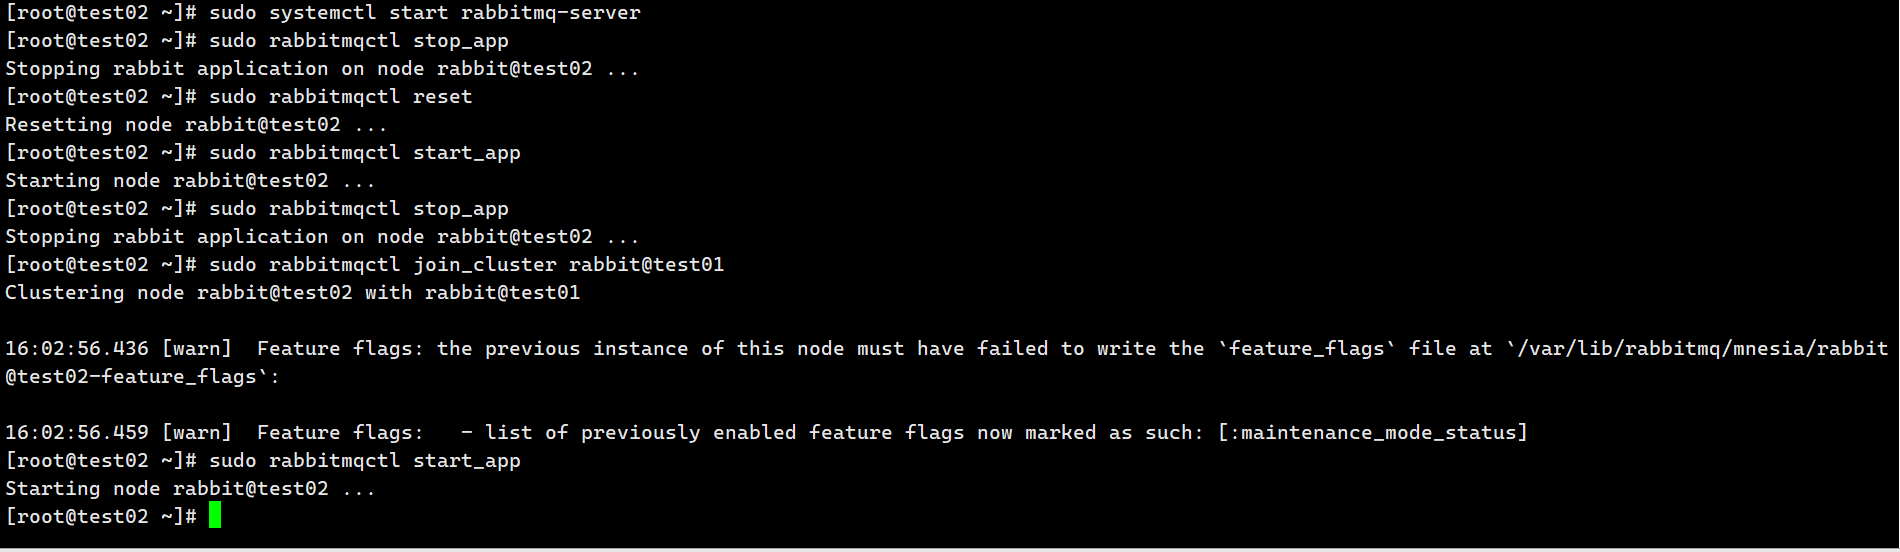 [root@test02 ~]# sudo systemctl start rabbitmq-server
[root@test02 ~]# sudo rabbitmqctl stop_app
Stopping rabbit application on node rabbit@test02 ...
[root@test02 ~]# sudo rabbitmqctl reset
Resetting node rabbit@test02 ...
[root@test02 ~]# sudo rabbitmqctl start_app
Starting node rabbit@test02 ...
[root@test02 ~]# sudo rabbitmqctl stop_app
Stopping rabbit application on node rabbit@test02 ...
[root@test02 ~]# sudo rabbitmqctl join_cluster rabbit@test01
Clustering node rabbit@test02 with rabbit@test01

16:02:56.436 [warn]  Feature flags: the previous instance of this node must have failed to write the `feature_flags` file at `/var/lib/rabbitmq/mnesia/rabbit
@test02-feature_flags`:

16:02:56.459 [warn]  Feature flags:   - list of previously enabled feature flags now marked as such: [:maintenance_mode_status]
[root@test02 ~]# sudo rabbitmqctl start_app
Starting node rabbit@test02 ...
[root@test02 ~]#